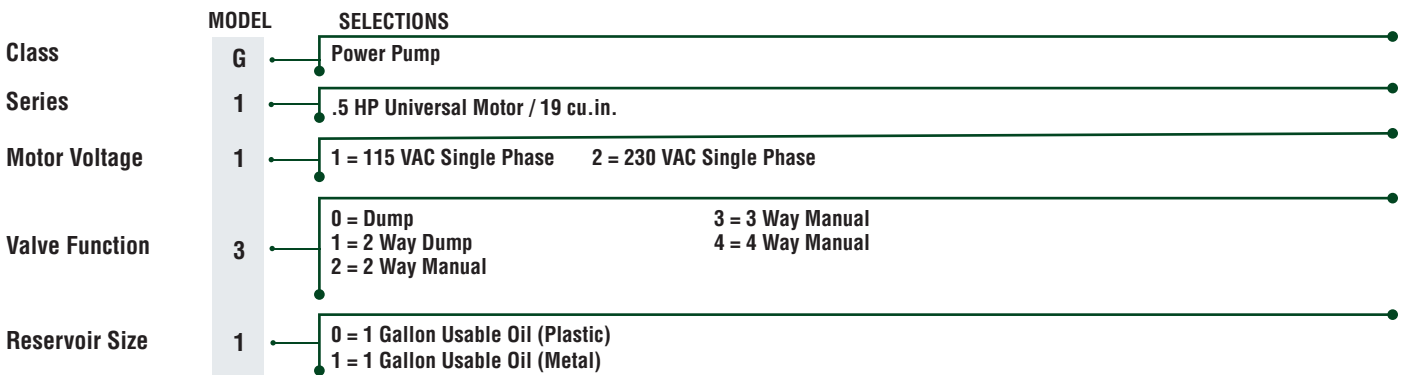 MODEL SELECTIONS
Class G Power Pump
Series 1 .5 HP Universal Motor / 19 cu.in.
Motor Voltage 1 1 = 115 VAC Single Phase 2 = 230 VAC Single Phase
Valve Function 3
0 = Dump 3 = 3 Way Manual
1 = 2 Way Dump 4 = 4 Way Manual
2 = 2 Way Manual
Reservoir Size 1
0 = 1 Gallon Usable Oil (Plastic)
1 = 1 Gallon Usable Oil (Metal)